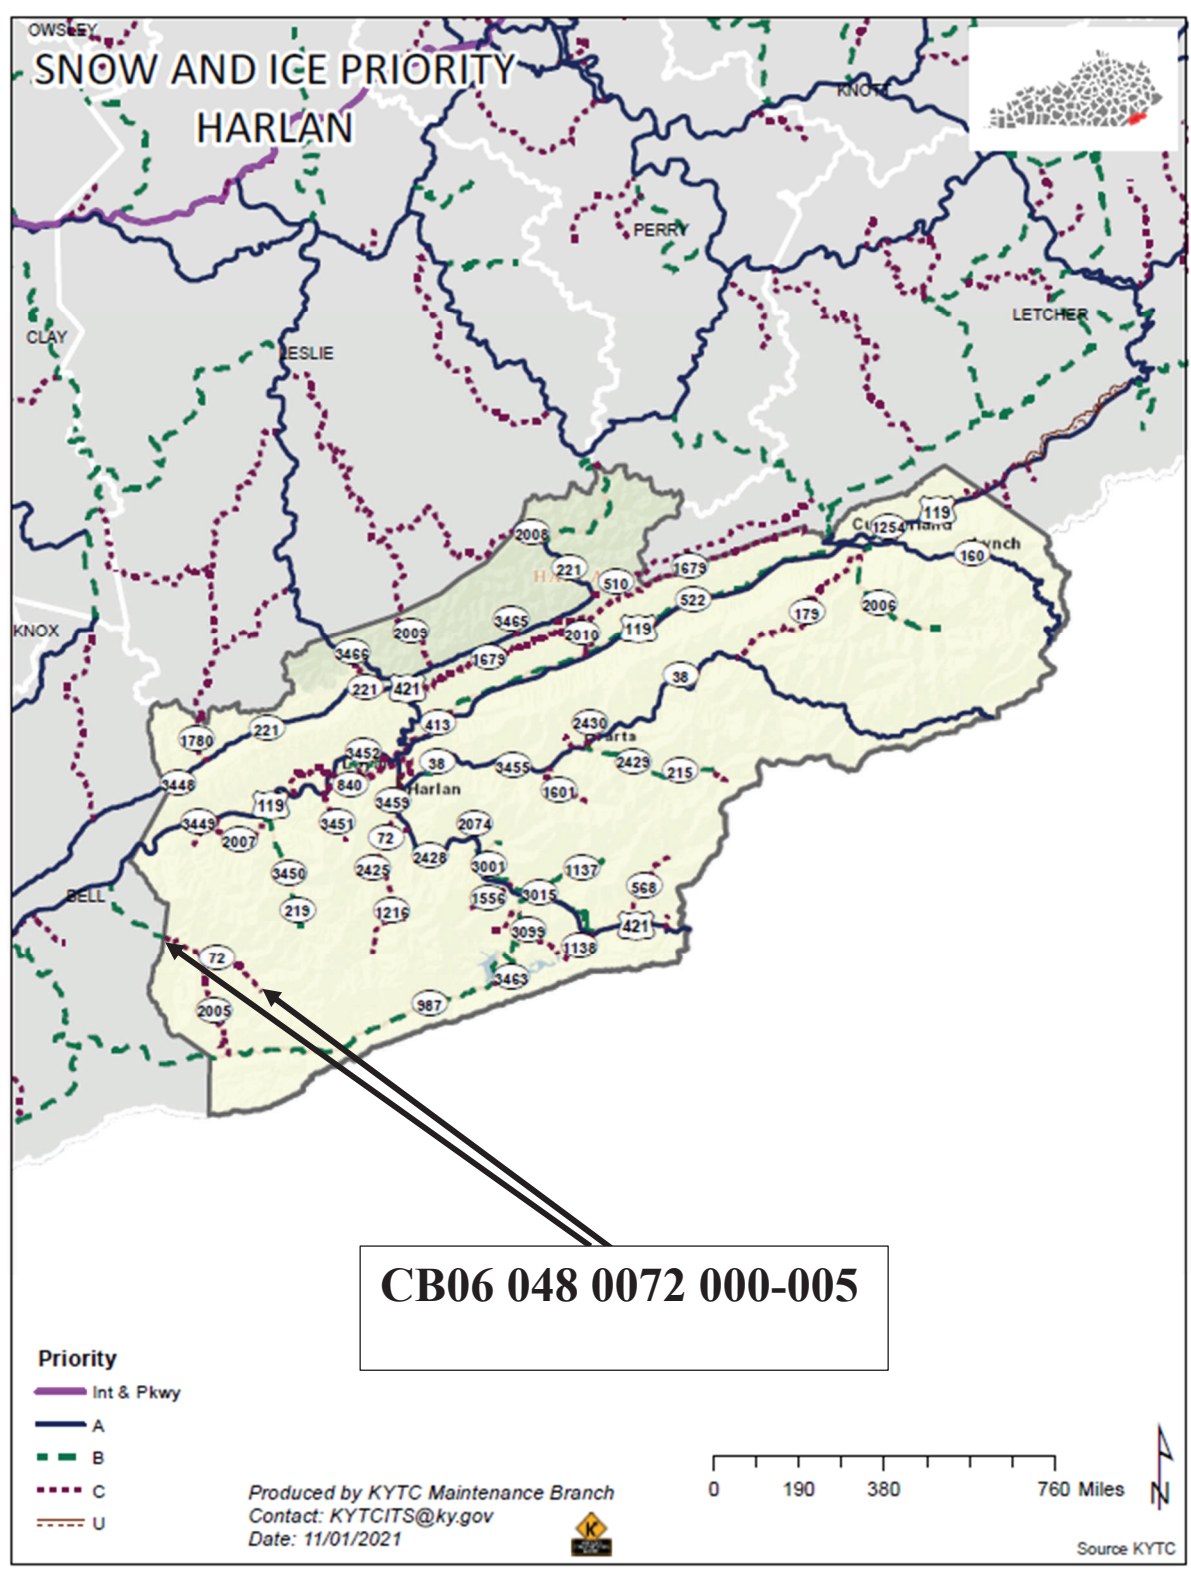 OWSLEY
SNOW AND ICE PRIORITY
HARLAN
KNOTT
PERRY
LETCHER
CLAY
LESLIE
119
1254
Lynch
160
2008
221
510
1679
522
179
2006
KNOX
2009
3465
2010
119
3466
1679
38
221
421
221
413
2430
1780
3452
38
3455
2429
215
3448
840
Harlan
1601
119
3459
3449
3451
2074
2007
72
2428
3450
2425
3001
1137
568
BELL
219
1216
1556
3015
421
3099
1138
72
3463
2005
987
CB06 048 0072 000-005
Priority
Int & Pkwy
A
B
C
U
Produced by KYTC Maintenance Branch
Contact: KYTCITS@ky.gov
Date: 11/01/2021
0 190 380 760 Miles
N
Source KYTC